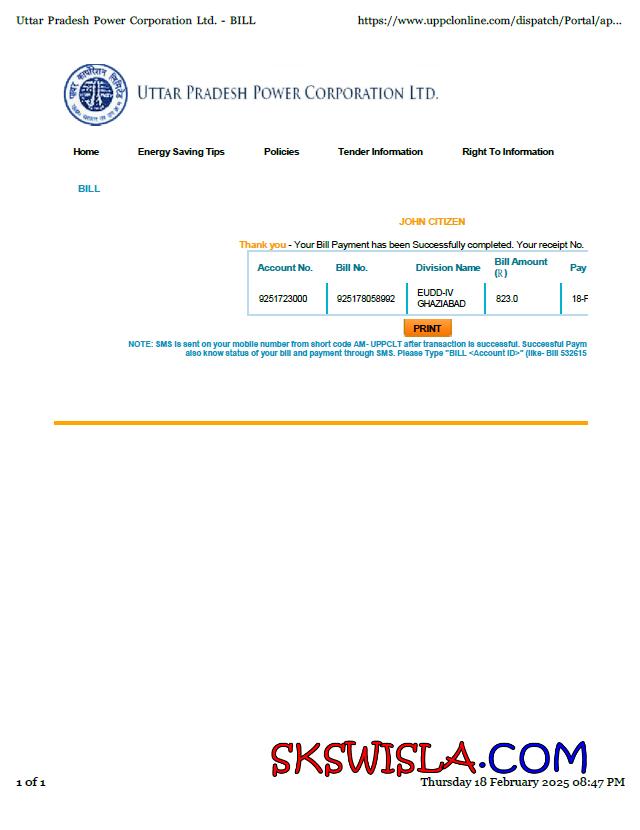 Uttar Pradesh Power Corporation Ltd. - BILL https://www.uppclonline.com/dispatch/Portal/ap...
UTTAR PRADESH POWER CORPORATION LTD.
Home Energy Saving Tips Policies Tender Information Right To Information
BILL
JOHN CITIZEN
Thank you - Your Bill Payment has been Successfully completed. Your receipt No.
Account No. Bill No. Division Name Bill Amount (R) Pay
9251723000 925178058992 EUDD-IV GHAZIABAD 823.0 18-F
PRINT
NOTE: SMS is sent on your mobile number from short code AM- UPPCLT after transaction is successful. Successful Paym
also know status of your bill and payment through SMS. Please Type "BILL <Account ID>" (like- Bill 532615
SKSWISLA.COM
1 of 1 Thursday 18 February 2025 08:47 PM